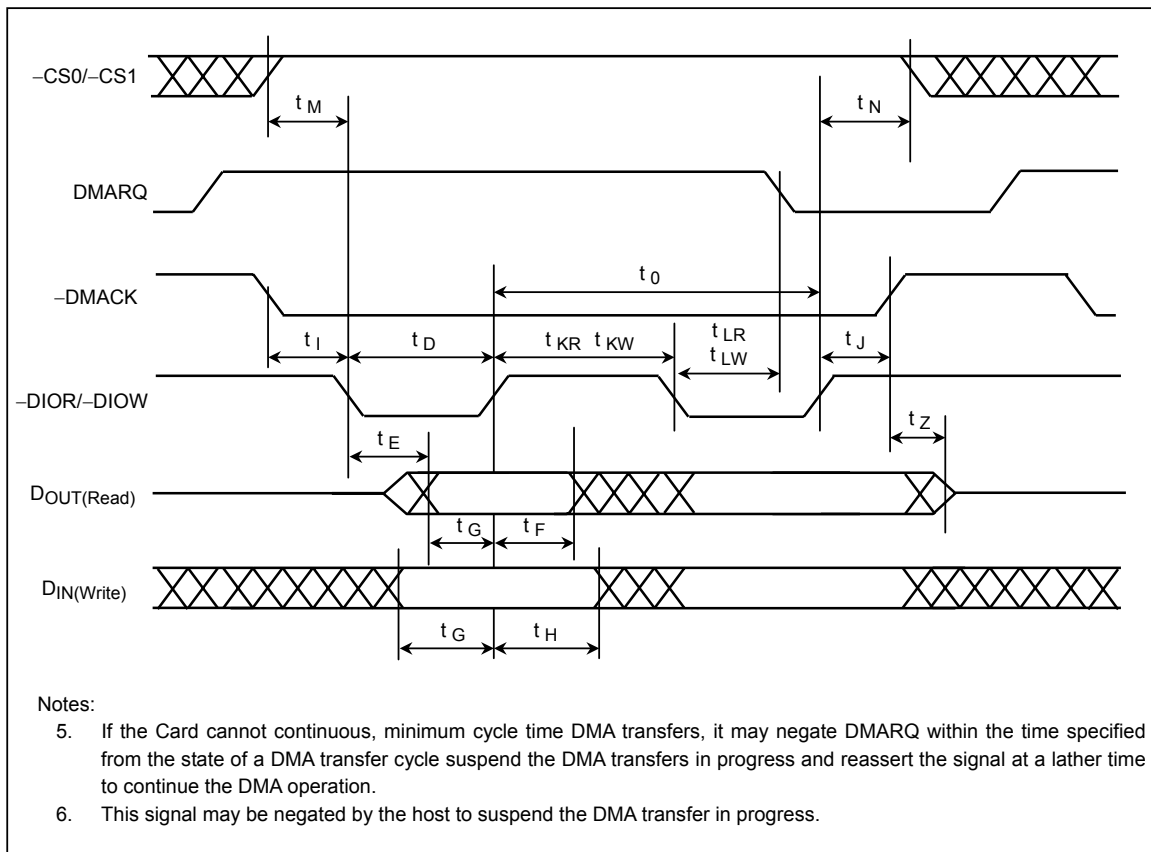 –CS0/–CS1
t M
t N
DMARQ
t 0
–DMACK
t I
t D
t KR t KW
t LR
t LW
t J
–DIOR/–DIOW
t E
t Z
DOUT(Read)
t G
t F
DIN(Write)
t G
t H
Notes:
5. If the Card cannot continuous, minimum cycle time DMA transfers, it may negate DMARQ within the time specified
from the state of a DMA transfer cycle suspend the DMA transfers in progress and reassert the signal at a lather time
to continue the DMA operation.
6. This signal may be negated by the host to suspend the DMA transfer in progress.